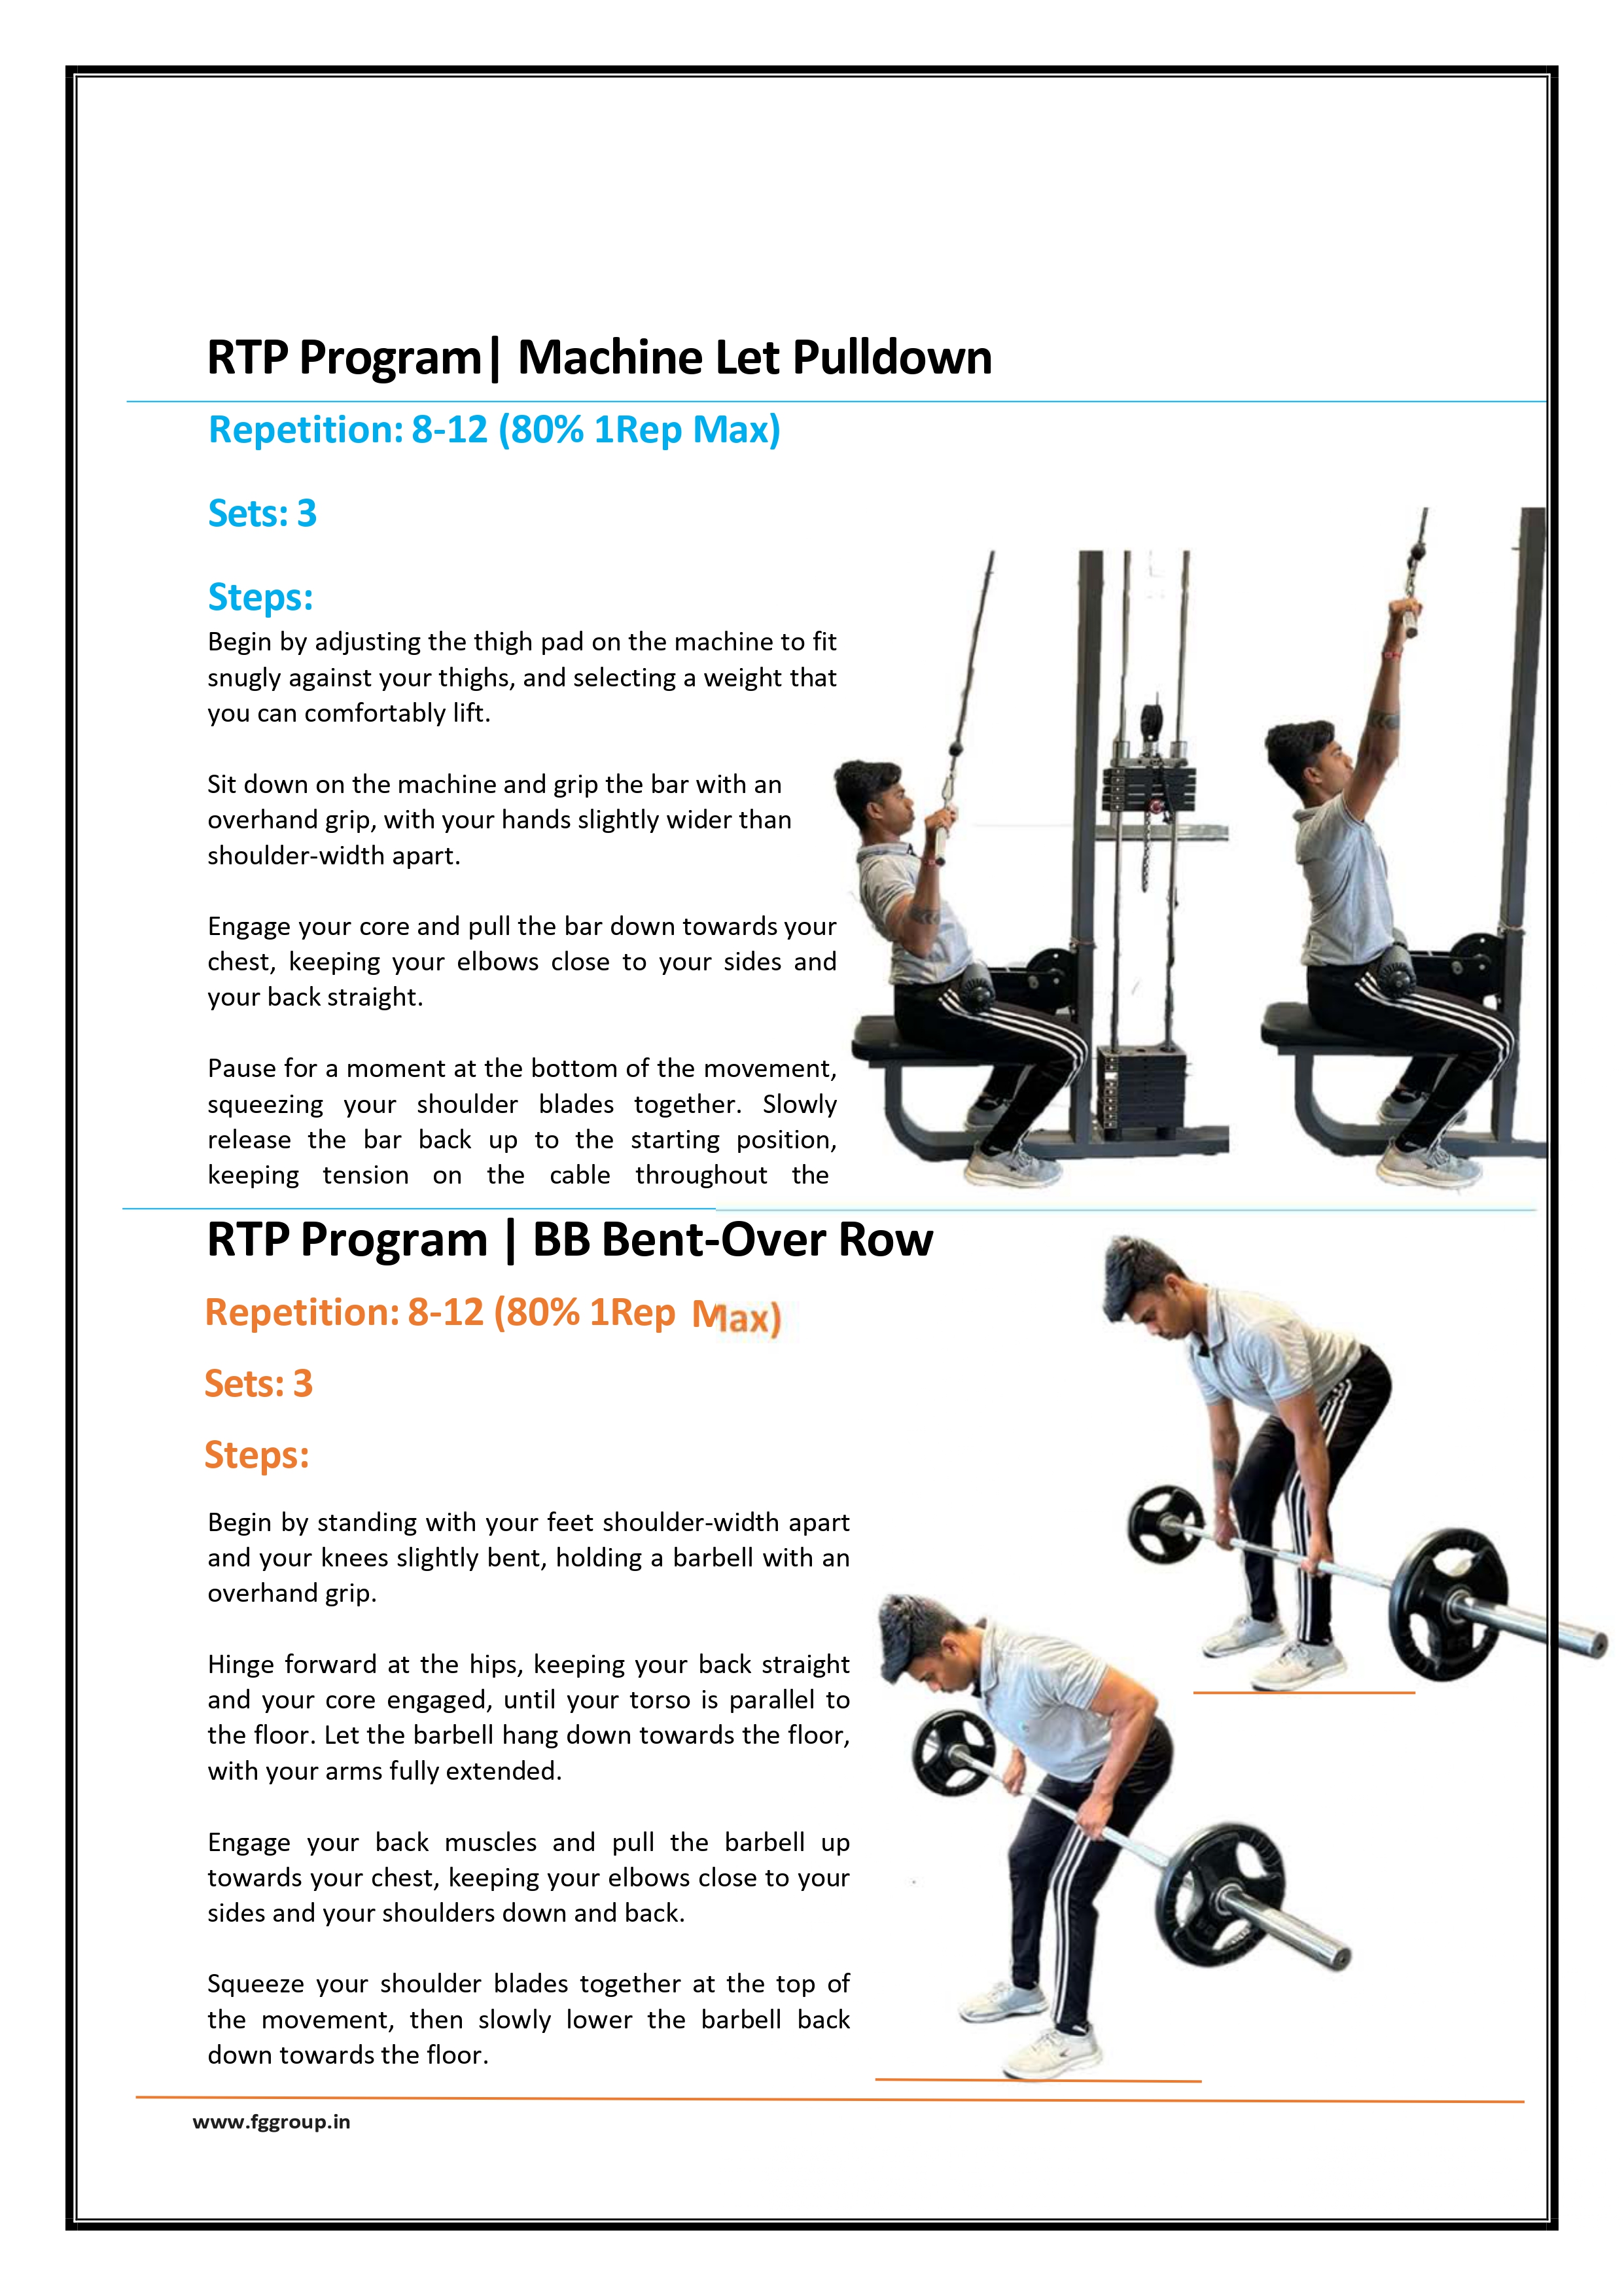 RTP Program| Machine Let Pulldown
Repetition: 8-12 (80% 1Rep Max)
Sets: 3
Steps:
Begin by adjusting the thigh pad on the machine to fit
snugly against your thighs, and selecting a weight that
you can comfortably lift.
Sit down on the machine and grip the bar with an
overhand grip, with your hands slightly wider than
shoulder-width apart.
Engage your core and pull the bar down towards your
chest, keeping your elbows close to your sides and
your back straight.
Pause for a moment at the bottom of the movement,
squeezing your shoulder blades together. Slowly
release the bar back up to the starting position,
keeping tension on the cable throughout the
RTP Program | BB Bent-Over Row
Repetition: 8-12 (80% 1Rep Max)
Sets: 3
Steps:
Begin by standing with your feet shoulder-width apart
and your knees slightly bent, holding a barbell with an
overhand grip.
Hinge forward at the hips, keeping your back straight
and your core engaged, until your torso is parallel to
the floor. Let the barbell hang down towards the floor,
with your arms fully extended.
Engage your back muscles and pull the barbell up
towards your chest, keeping your elbows close to your
sides and your shoulders down and back.
Squeeze your shoulder blades together at the top of
the movement, then slowly lower the barbell back
down towards the floor.
www.fggroup.in